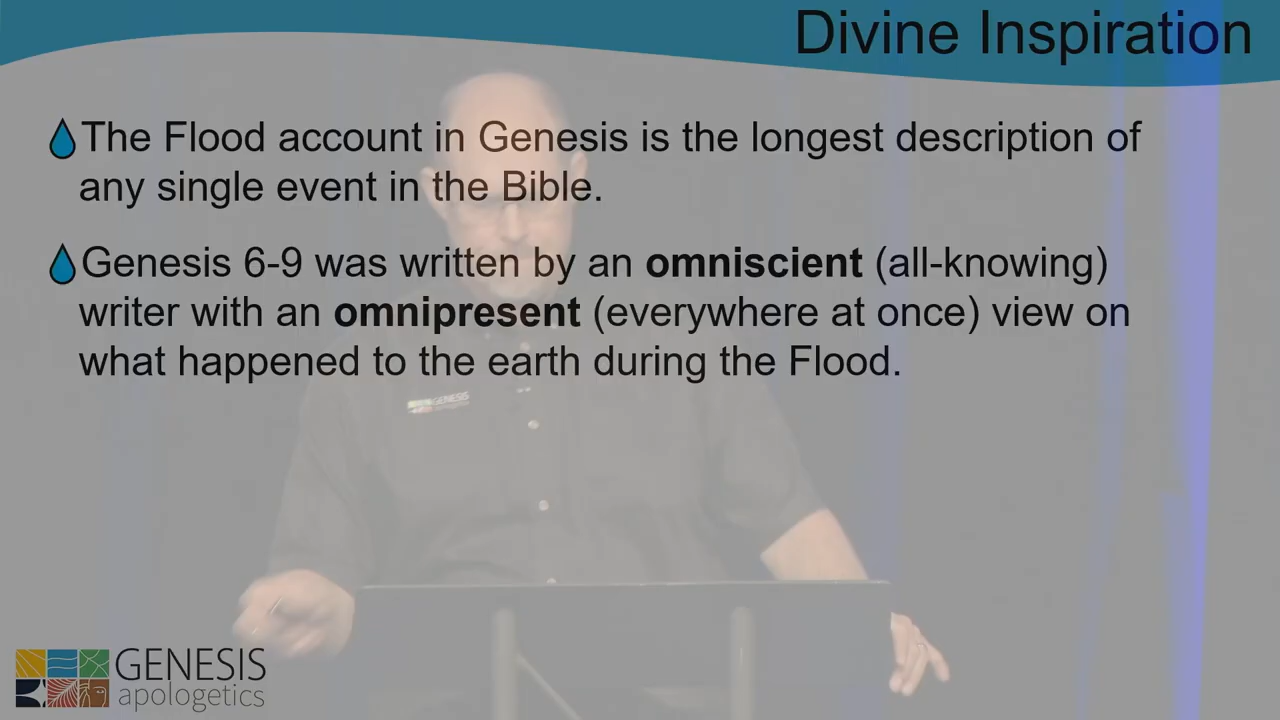 Divine Inspiration
The Flood account in Genesis is the longest description of
any single event in the Bible.
Genesis 6-9 was written by an omniscient (all-knowing)
writer with an omnipresent (everywhere at once) view on
what happened to the earth during the Flood.
GENESIS
apologetics
GENESIS
apologetics